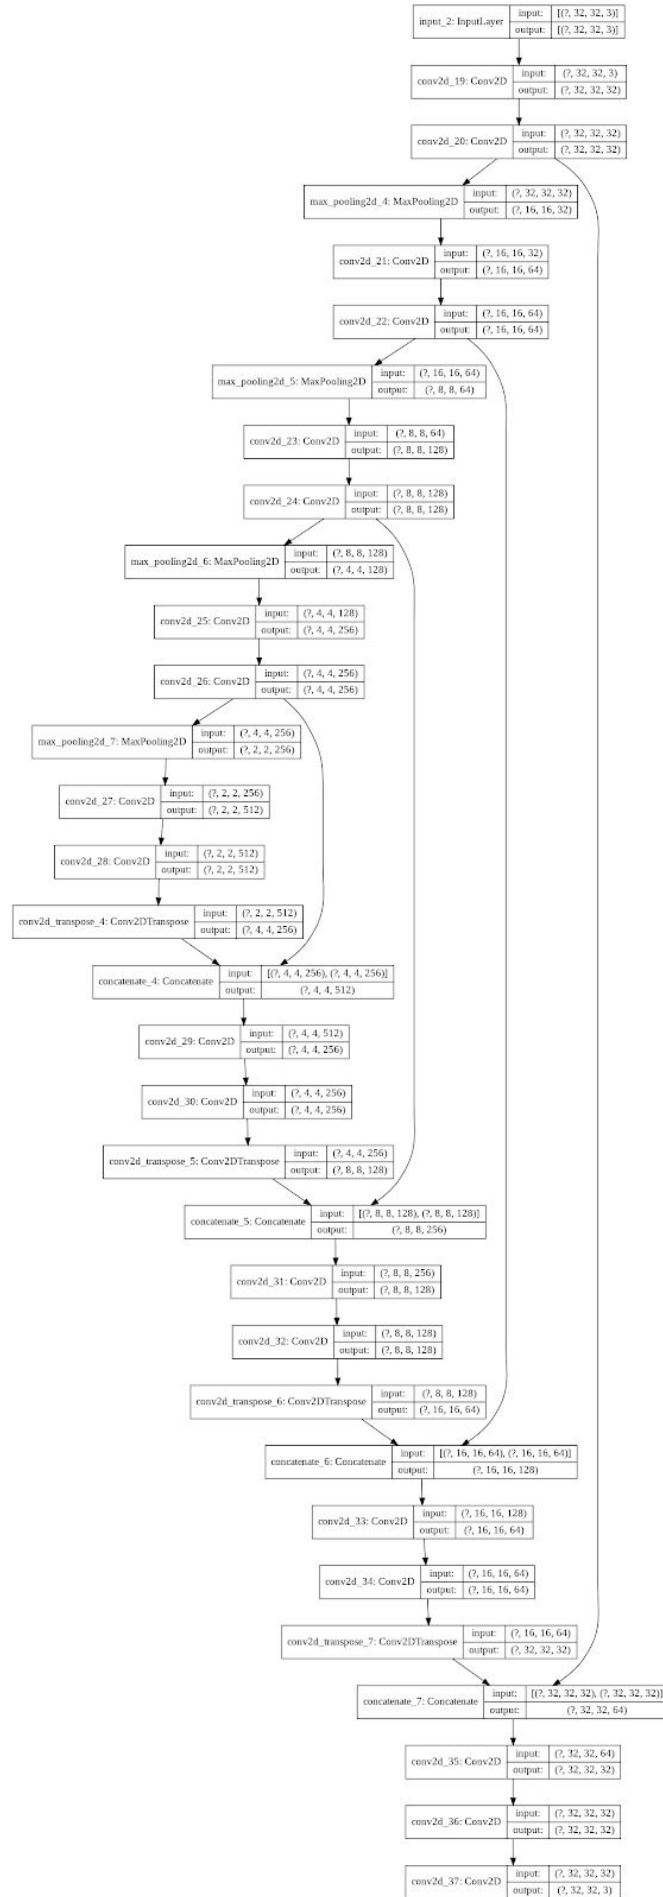 input_2: InputLayer
input: [(?, 32, 32, 3)]
output: [(?, 32, 32, 3)]
conv2d_19: Conv2D
input: (?, 32, 32, 3)
output: (?, 32, 32, 32)
conv2d_20: Conv2D
input: (?, 32, 32, 32)
output: (?, 32, 32, 32)
max_pooling2d_4: MaxPooling2D
input: (?, 32, 32, 32)
output: (?, 16, 16, 32)
conv2d_21: Conv2D
input: (?, 16, 16, 32)
output: (?, 16, 16, 64)
conv2d_22: Conv2D
input: (?, 16, 16, 64)
output: (?, 16, 16, 64)
max_pooling2d_5: MaxPooling2D
input: (?, 16, 16, 64)
output: (?, 8, 8, 64)
conv2d_23: Conv2D
input: (?, 8, 8, 64)
output: (?, 8, 8, 128)
conv2d_24: Conv2D
input: (?, 8, 8, 128)
output: (?, 8, 8, 128)
max_pooling2d_6: MaxPooling2D
input: (?, 8, 8, 128)
output: (?, 4, 4, 128)
conv2d_25: Conv2D
input: (?, 4, 4, 128)
output: (?, 4, 4, 256)
conv2d_26: Conv2D
input: (?, 4, 4, 256)
output: (?, 4, 4, 256)
max_pooling2d_7: MaxPooling2D
input: (?, 4, 4, 256)
output: (?, 2, 2, 256)
conv2d_27: Conv2D
input: (?, 2, 2, 256)
output: (?, 2, 2, 512)
conv2d_28: Conv2D
input: (?, 2, 2, 512)
output: (?, 2, 2, 512)
conv2d_transpose_4: Conv2DTranspose
input: (?, 2, 2, 512)
output: (?, 4, 4, 256)
concatenate_4: Concatenate
input: [(?, 4, 4, 256), (?, 4, 4, 256)]
output: (?, 4, 4, 512)
conv2d_29: Conv2D
input: (?, 4, 4, 512)
output: (?, 4, 4, 256)
conv2d_30: Conv2D
input: (?, 4, 4, 256)
output: (?, 4, 4, 256)
conv2d_transpose_5: Conv2DTranspose
input: (?, 4, 4, 256)
output: (?, 8, 8, 128)
concatenate_5: Concatenate
input: [(?, 8, 8, 128), (?, 8, 8, 128)]
output: (?, 8, 8, 256)
conv2d_31: Conv2D
input: (?, 8, 8, 256)
output: (?, 8, 8, 128)
conv2d_32: Conv2D
input: (?, 8, 8, 128)
output: (?, 8, 8, 128)
conv2d_transpose_6: Conv2DTranspose
input: (?, 8, 8, 128)
output: (?, 16, 16, 64)
concatenate_6: Concatenate
input: [(?, 16, 16, 64), (?, 16, 16, 64)]
output: (?, 16, 16, 128)
conv2d_33: Conv2D
input: (?, 16, 16, 128)
output: (?, 16, 16, 64)
conv2d_34: Conv2D
input: (?, 16, 16, 64)
output: (?, 16, 16, 64)
conv2d_transpose_7: Conv2DTranspose
input: (?, 16, 16, 64)
output: (?, 32, 32, 32)
concatenate_7: Concatenate
input: [(?, 32, 32, 32), (?, 32, 32, 32)]
output: (?, 32, 32, 64)
conv2d_35: Conv2D
input: (?, 32, 32, 64)
output: (?, 32, 32, 32)
conv2d_36: Conv2D
input: (?, 32, 32, 32)
output: (?, 32, 32, 32)
conv2d_37: Conv2D
input: (?, 32, 32, 32)
output: (?, 32, 32, 3)